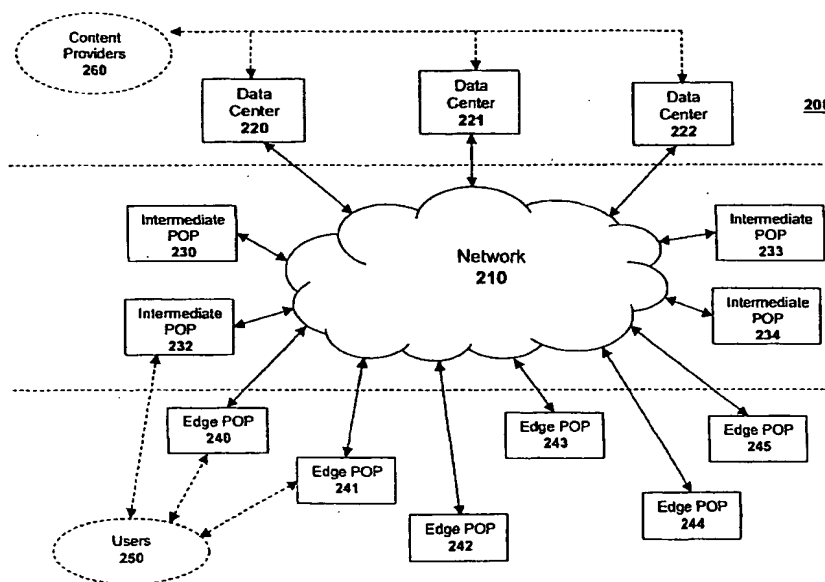 Content
Providers
260
Data
Center
220
Data
Center
221
Data
Center
222
Intermediate
POP
230
Network
210
Intermediate
POP
233
Intermediate
POP
232
Intermediate
POP
234
Edge POP
240
Edge POP
243
Edge POP
245
Edge POP
241
Edge POP
244
Edge POP
242
Users
250